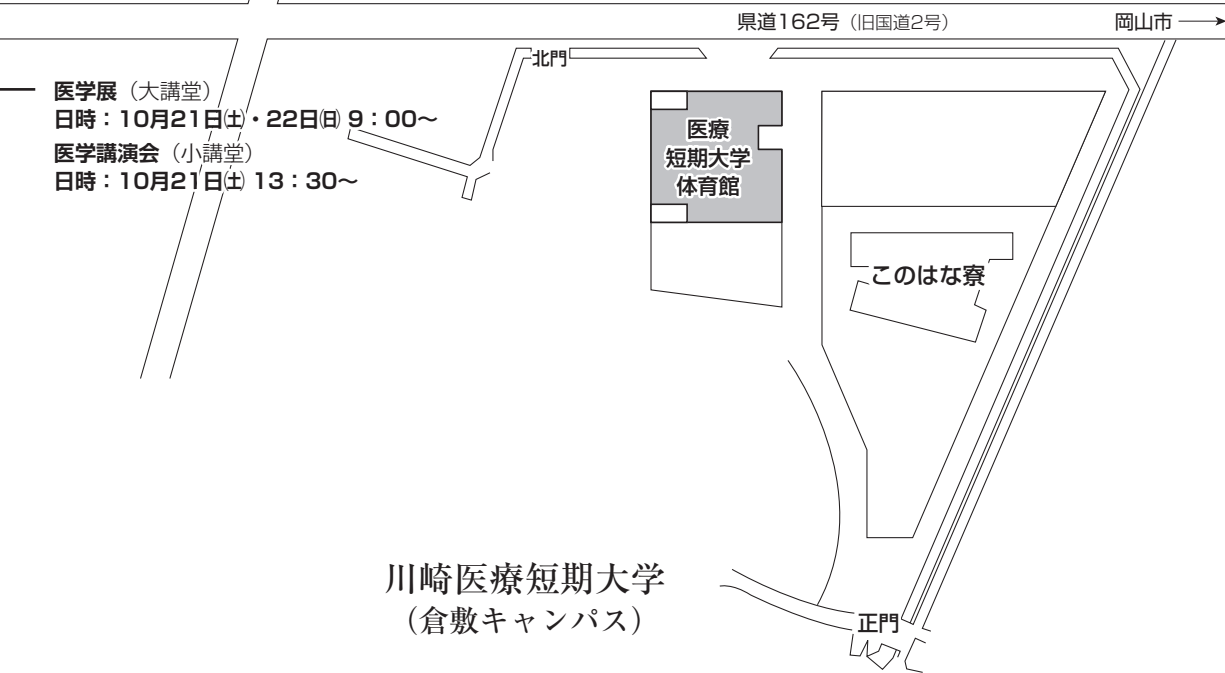 県道162号（旧国道2号）
岡山市
北門
医学展（大講堂）
日時：10月21日㈯・22日㈰ 9：00～
医学講演会（小講堂）
日時：10月21日㈯ 13：30～
医療
短期大学
体育館
このはな寮
川崎医療短期大学
（倉敷キャンパス）
正門